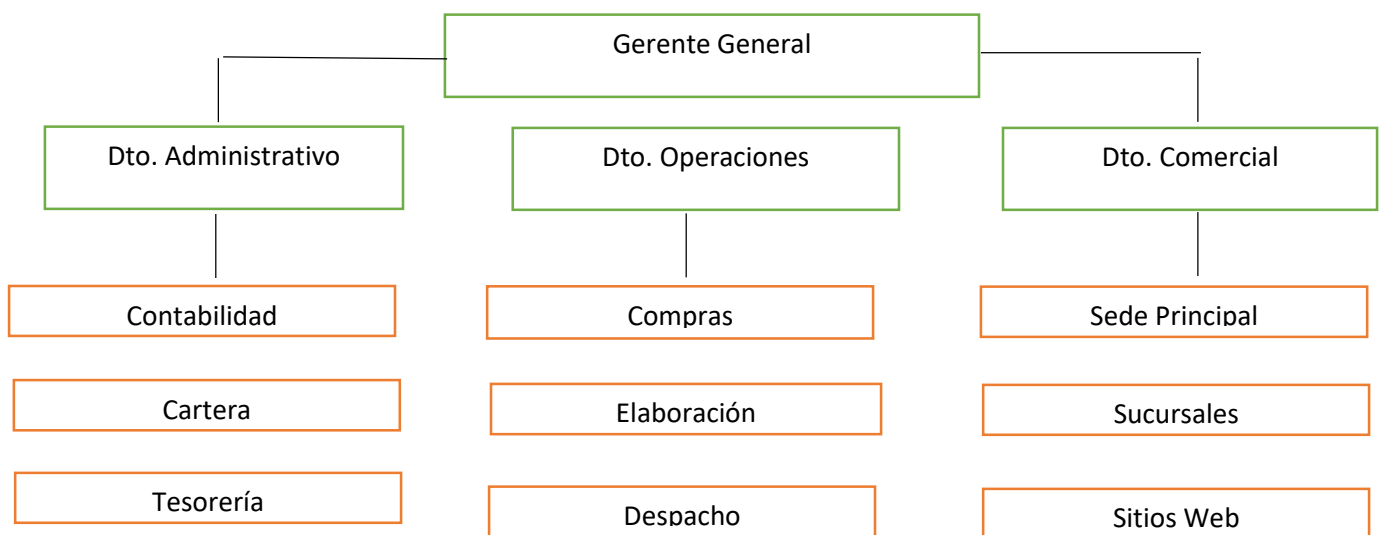 Gerente General
Dto. Administrativo
Dto. Operaciones
Dto. Comercial
Contabilidad
Compras
Sede Principal
Cartera
Elaboración
Sucursales
Tesorería
Despacho
Sitios Web